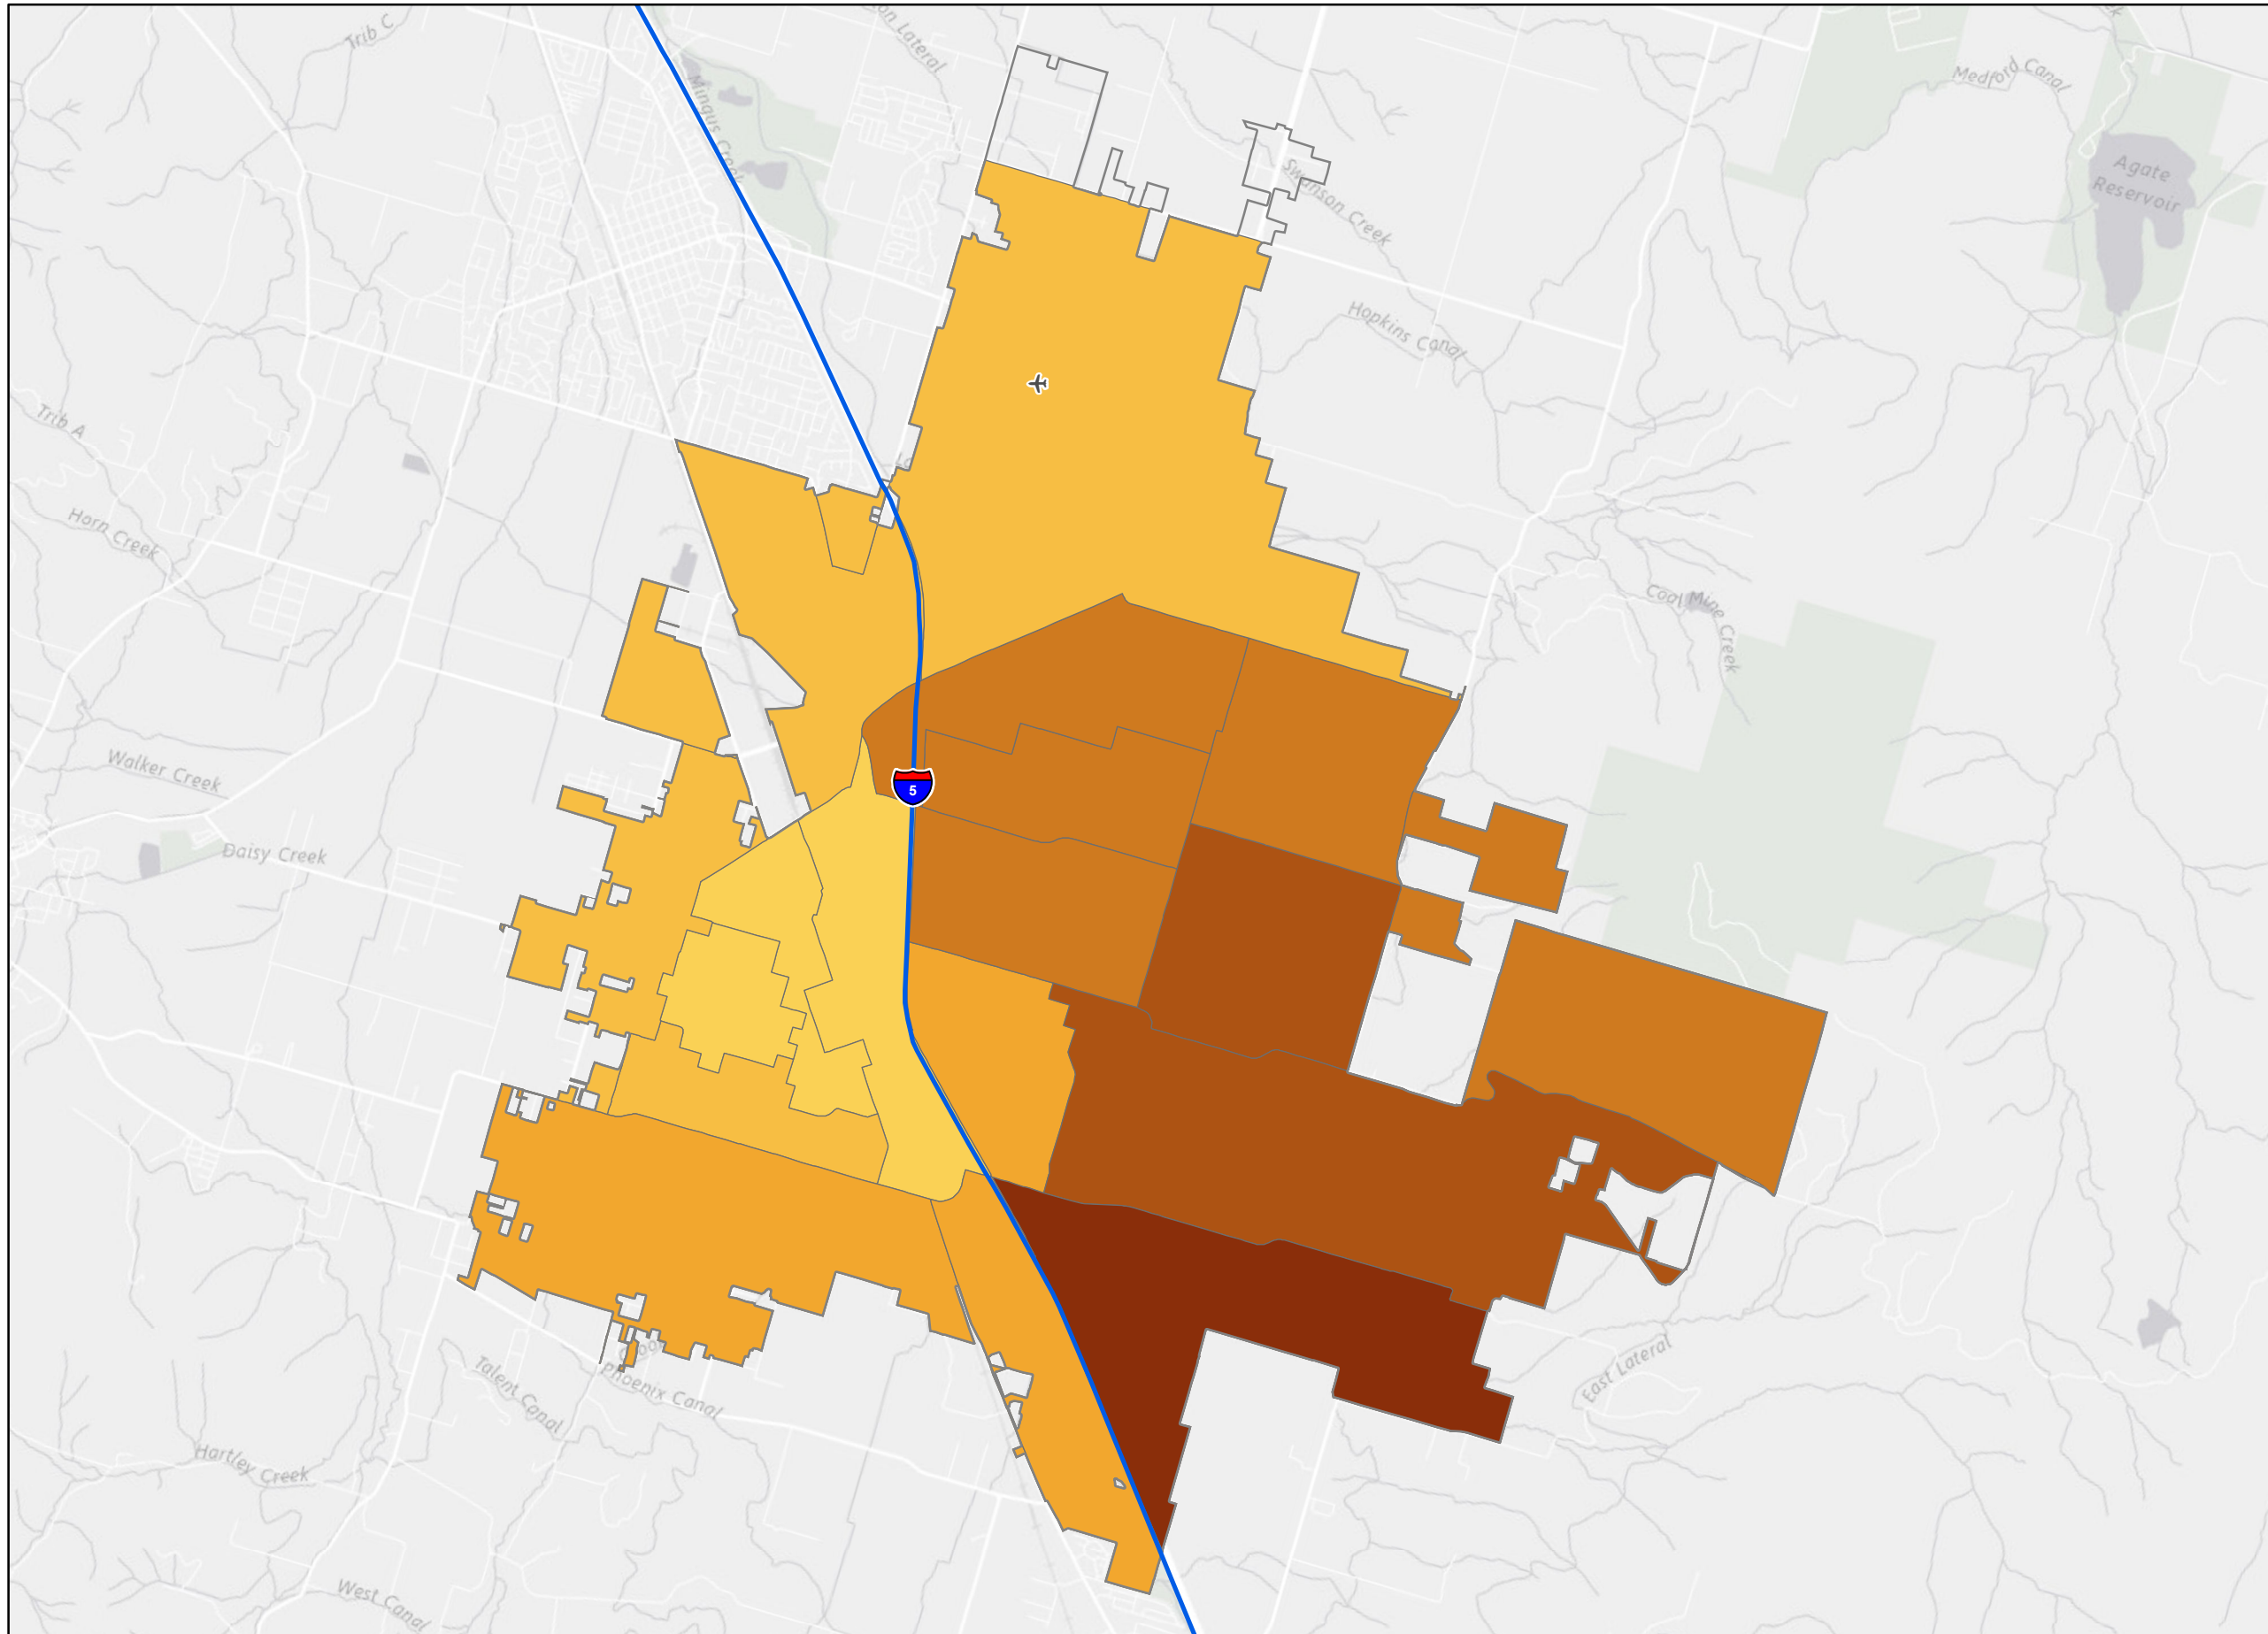 Trib C
Lateral
Mingus Creek
Medford Canal
Agate
Reservoir
Swanson Creek
Hopkins Canal
Trib A
Horn Creek
Coal Mine Creek
Walker Creek
5
Daisy Creek
East Lateral
Talent Canal
Phoenix Canal
Hartley Creek
West Canal